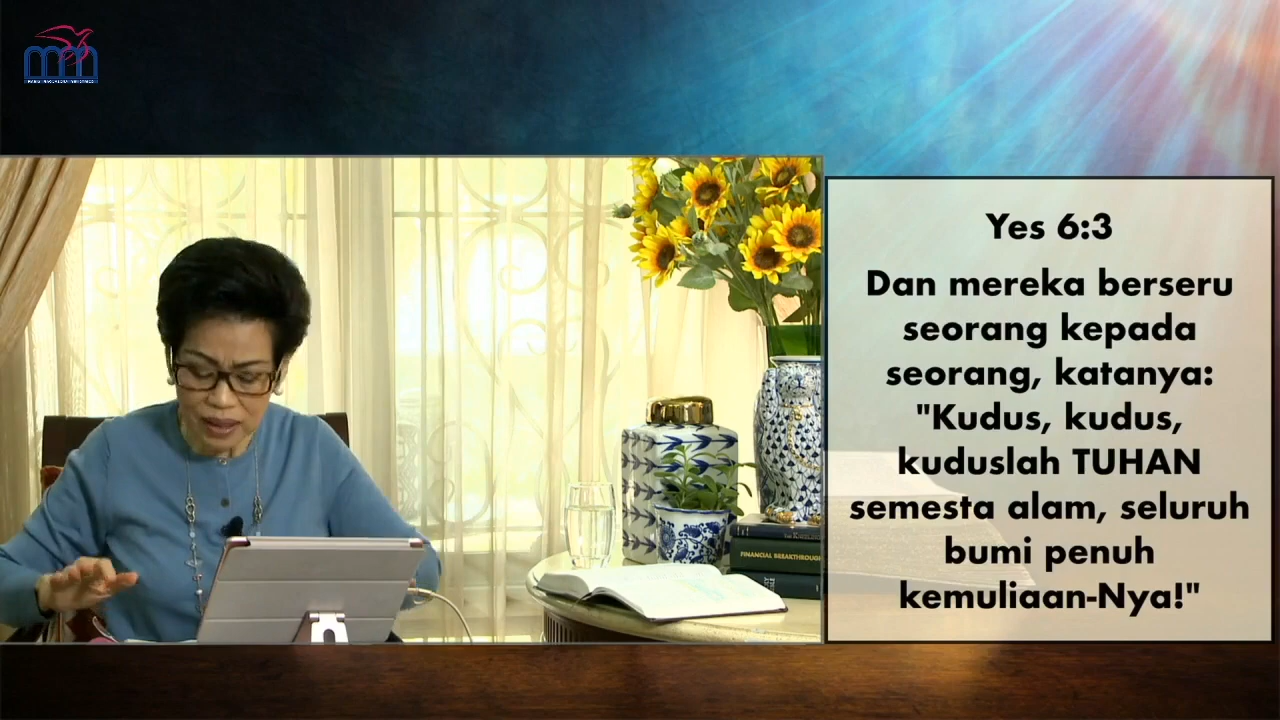 Yes 6:3
Dan mereka berseru
seorang kepada
seorang, katanya:
"Kudus, kudus,
kuduslah TUHAN
semesta alam, seluruh
bumi penuh
kemuliaan-Nya!"
FINANCIAL BREAKTHROUGH